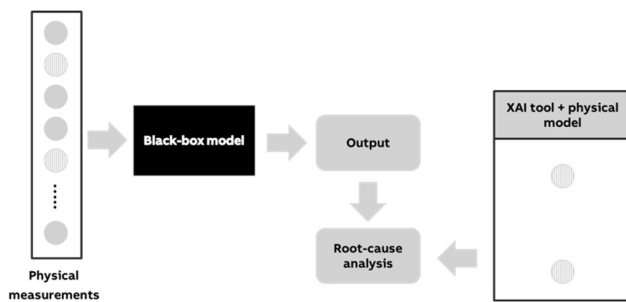 Physical
measurements
Black-box model
Output
Root-cause
analysis
XAI tool + physical
model